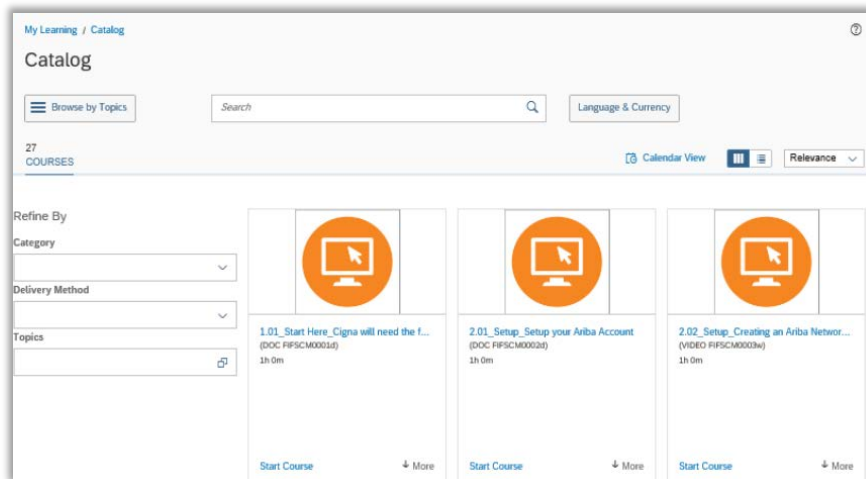 My Learning / Catalog
Catalog
Browse by Topics
Search
Language & Currency
27
COURSES
Calendar View
Relevance
Refine By
Category
Delivery Method
Topics
1.01_Start Here_Cigna will need the f...
(DOC FIFSCM0001d)
1h 0m
Start Course
More
2.01_Setup_Setup your Ariba Account
(DOC FIFSCM0002d)
1h 0m
Start Course
More
2.02_Setup_Creating an Ariba Networ...
(VIDEO FIFSCM0003w)
1h 0m
Start Course
More